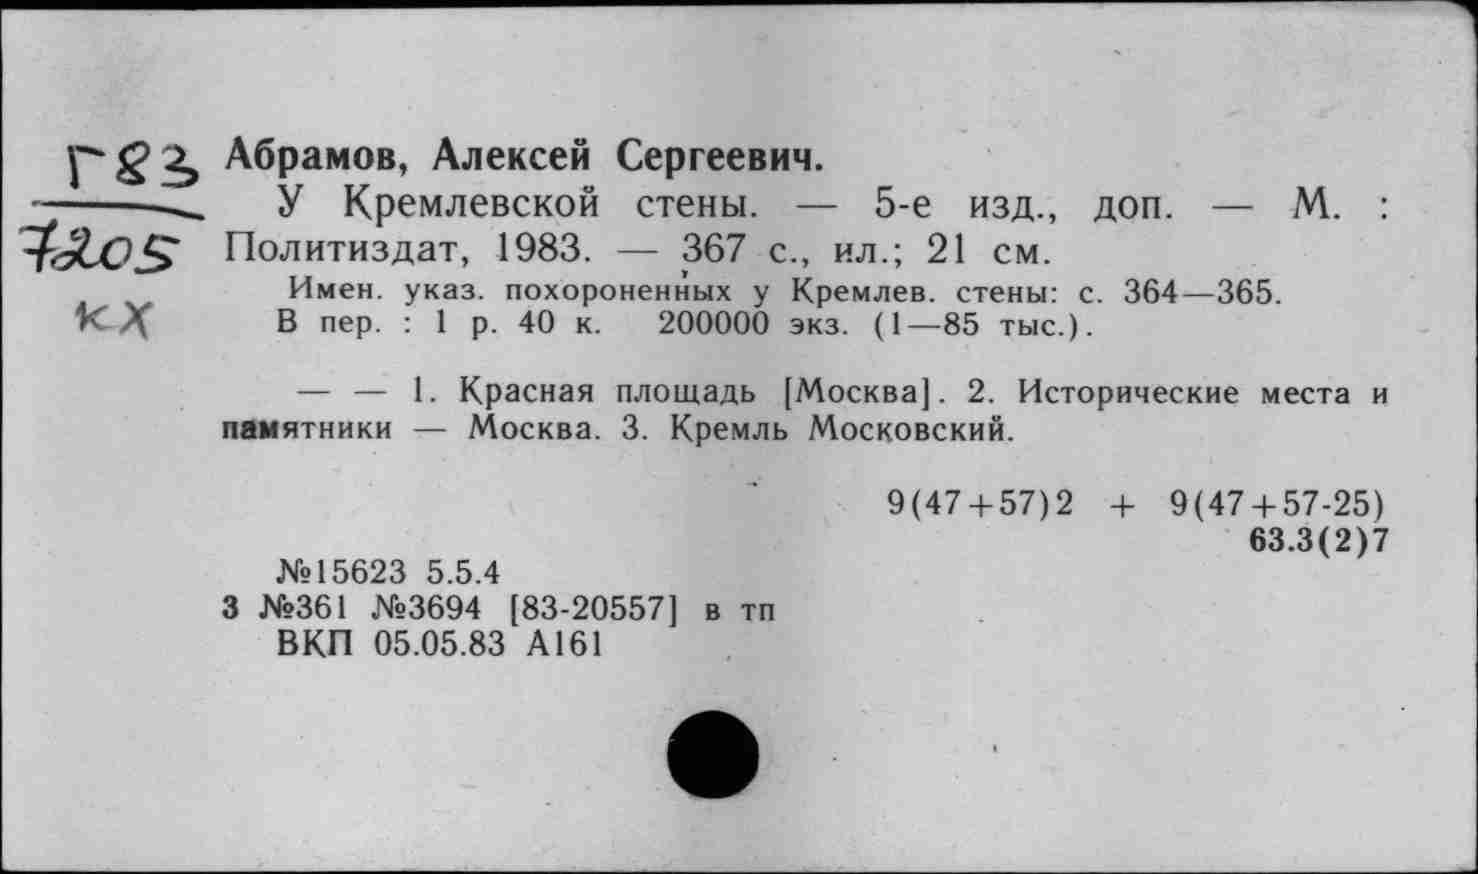 Г83
7205
КХ
Абрамов, Алексей Сергеевич.
У Кремлевской стены. — 5-е изд., доп. — М. :
Политиздат, 1983. — 367 с., ил.; 21 см.
Имен. указ. похороненных у Кремлев. стены: с. 364—365.
В пер. : 1 р. 40 к. 200000 экз. (1—85 тыс.).
— — 1. Красная площадь [Москва]. 2. Исторические места и
памятники — Москва. 3. Кремль Московский.
9(47+57)2 + 9(47+57-25)
63.3(2)7
№15623 5.5.4
3 №361 №3694 [83-20557] в тп
ВКП 05.05.83 А161